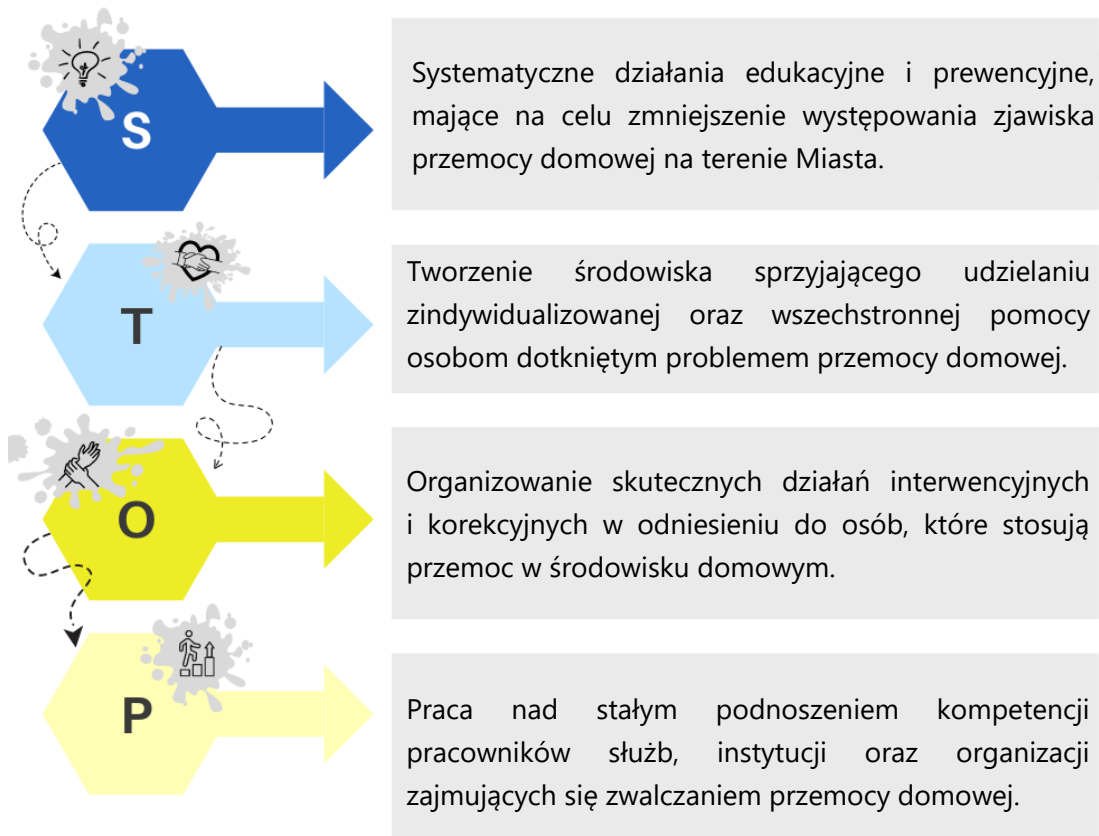 S
Systematyczne działania edukacyjne i prewencyjne,
mające na celu zmniejszenie występowania zjawiska
przemocy domowej na terenie Miasta.
T
Tworzenie środowiska sprzyjającego udzielaniu
zindywidualizowanej oraz wszechstronnej pomocy
osobom dotkniętym problemem przemocy domowej.
O
Organizowanie skutecznych działań interwencyjnych
i korekcyjnych w odniesieniu do osób, które stosują
przemoc w środowisku domowym.
P
Praca nad stałym podnoszeniem kompetencji
pracowników służb, instytucji oraz organizacji
zajmujących się zwalczaniem przemocy domowej.